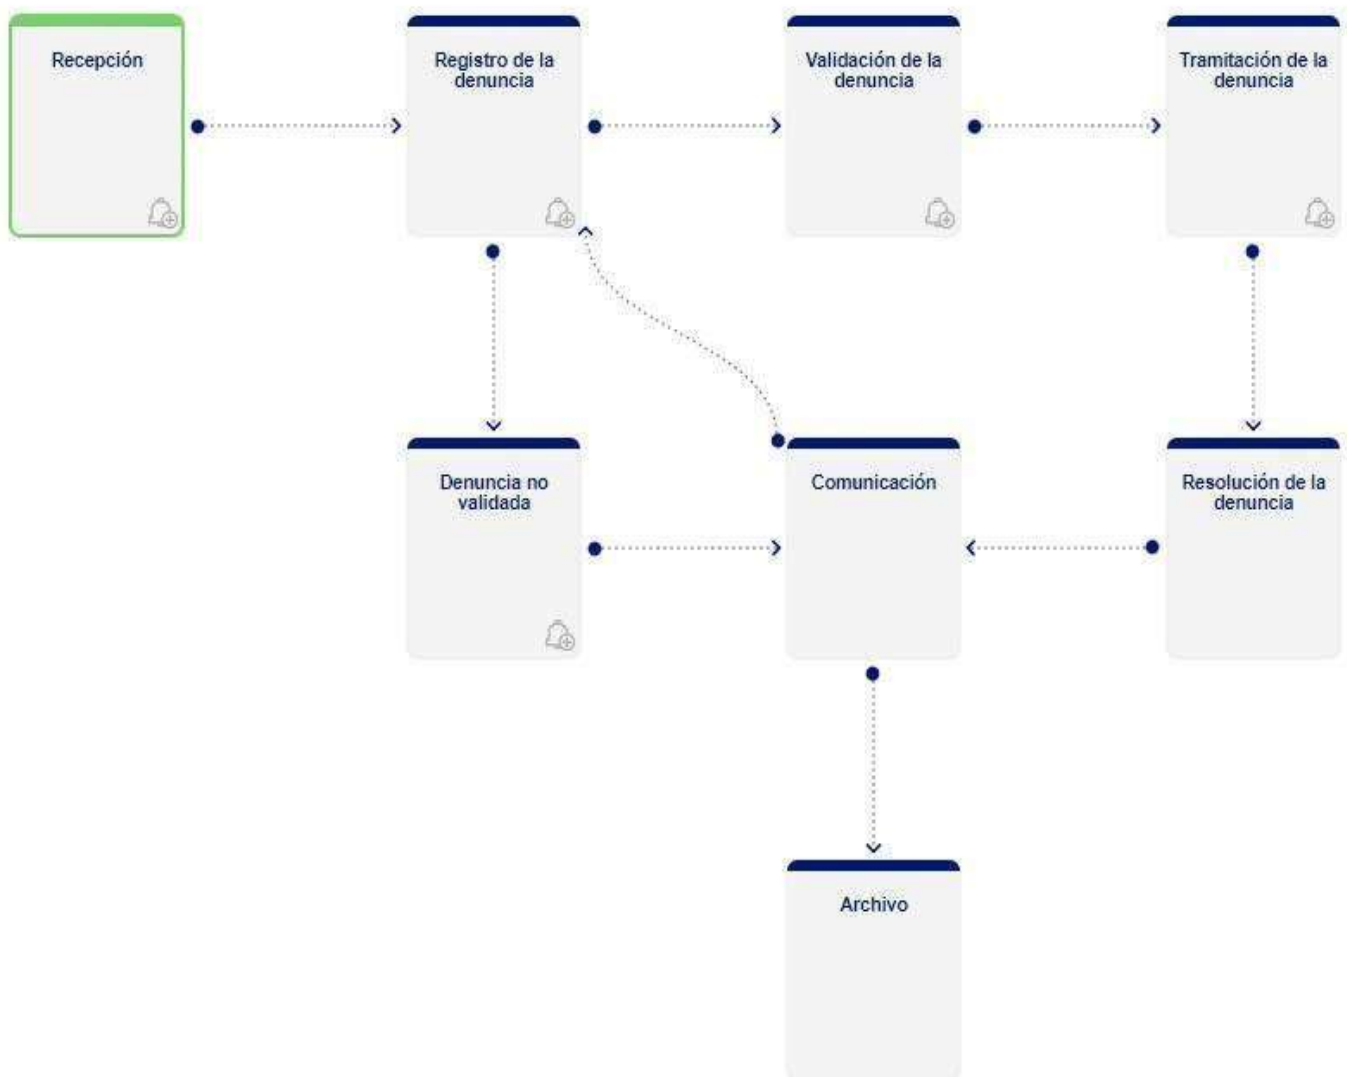 Recepción
Registro de la
denuncia
Validación de la
denuncia
Tramitación de la
denuncia
Denuncia no
validada
Comunicación
Resolución de la
denuncia
Archivo